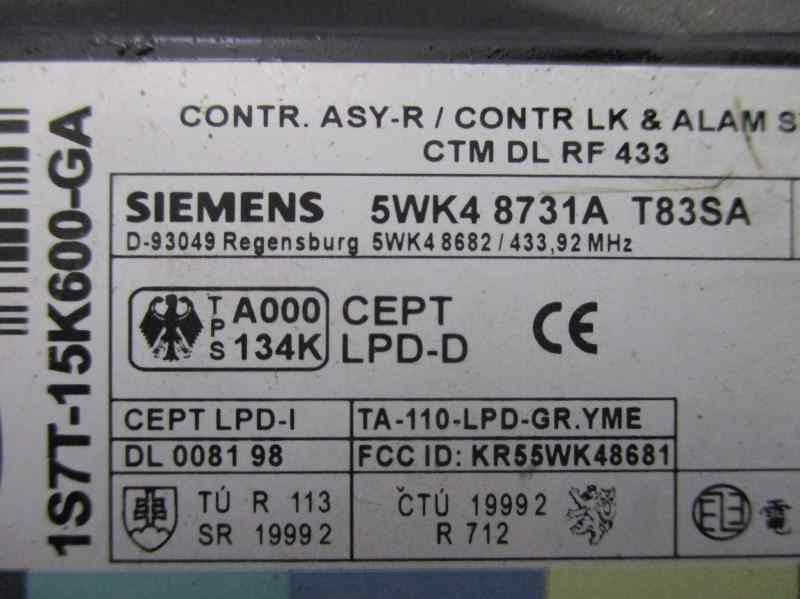 CONTR. ASY-R / CONTR LK & ALAM
CTM DL RF 433
SIEMENS 5WK4 8731A T83SA
D-93049 Regensburg 5WK4 8682 / 433,92 MHz
TPS A000 134K
CEPT LPD-D
CE
CEPT LPD-I
TA-110-LPD-GR.YME
DL 0081 98
FCC ID: KR55WK48681
TÚ R 113
SR 1999 2
ČTÚ 1999 2
R 712
電
1S7T-15K600-GA